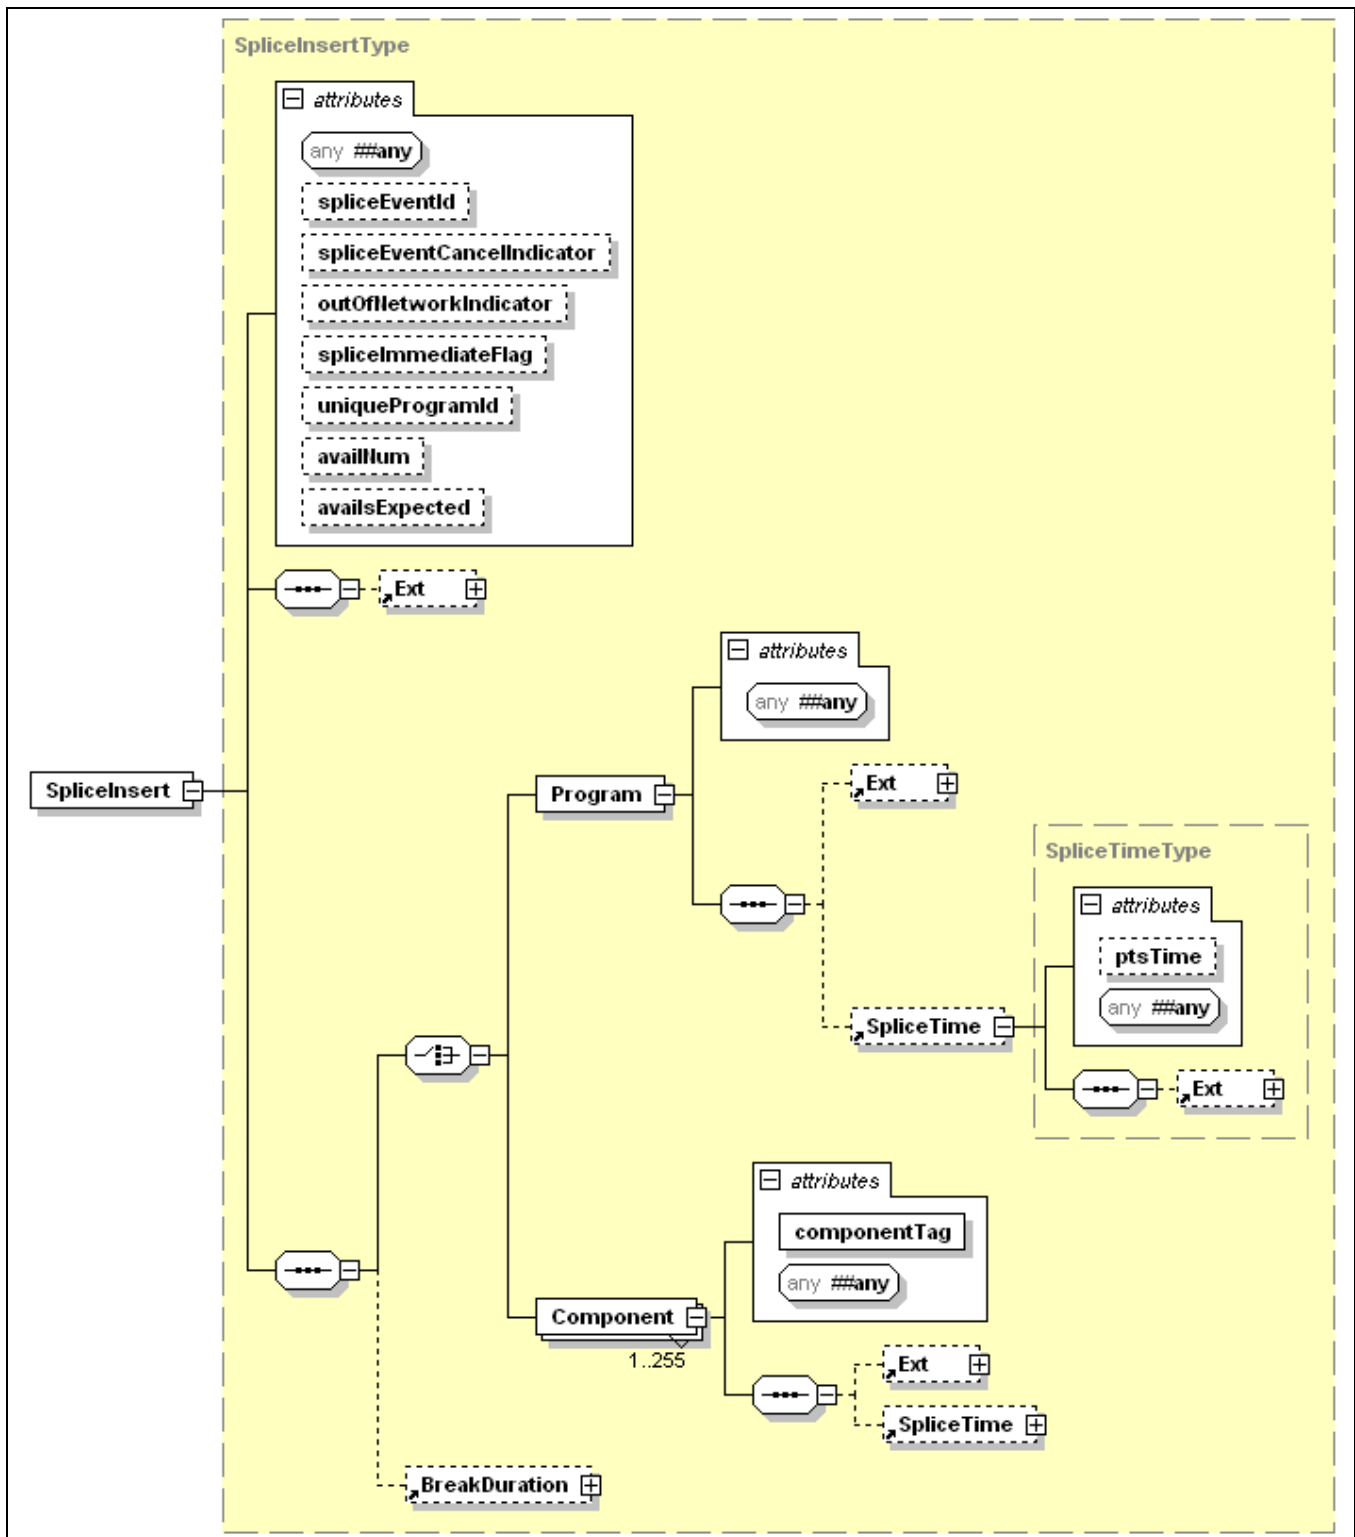 SpliceInsertType
attributes
any ##any
spliceEventId
spliceEventCancelIndicator
outOfNetworkIndicator
spliceImmediateFlag
uniqueProgramId
availNum
availsExpected
Ext
attributes
any ##any
SpliceInsert
Program
Ext
SpliceTimeType
attributes
ptsTime
any ##any
SpliceTime
Ext
attributes
componentTag
any ##any
Component
1..255
Ext
SpliceTime
BreakDuration